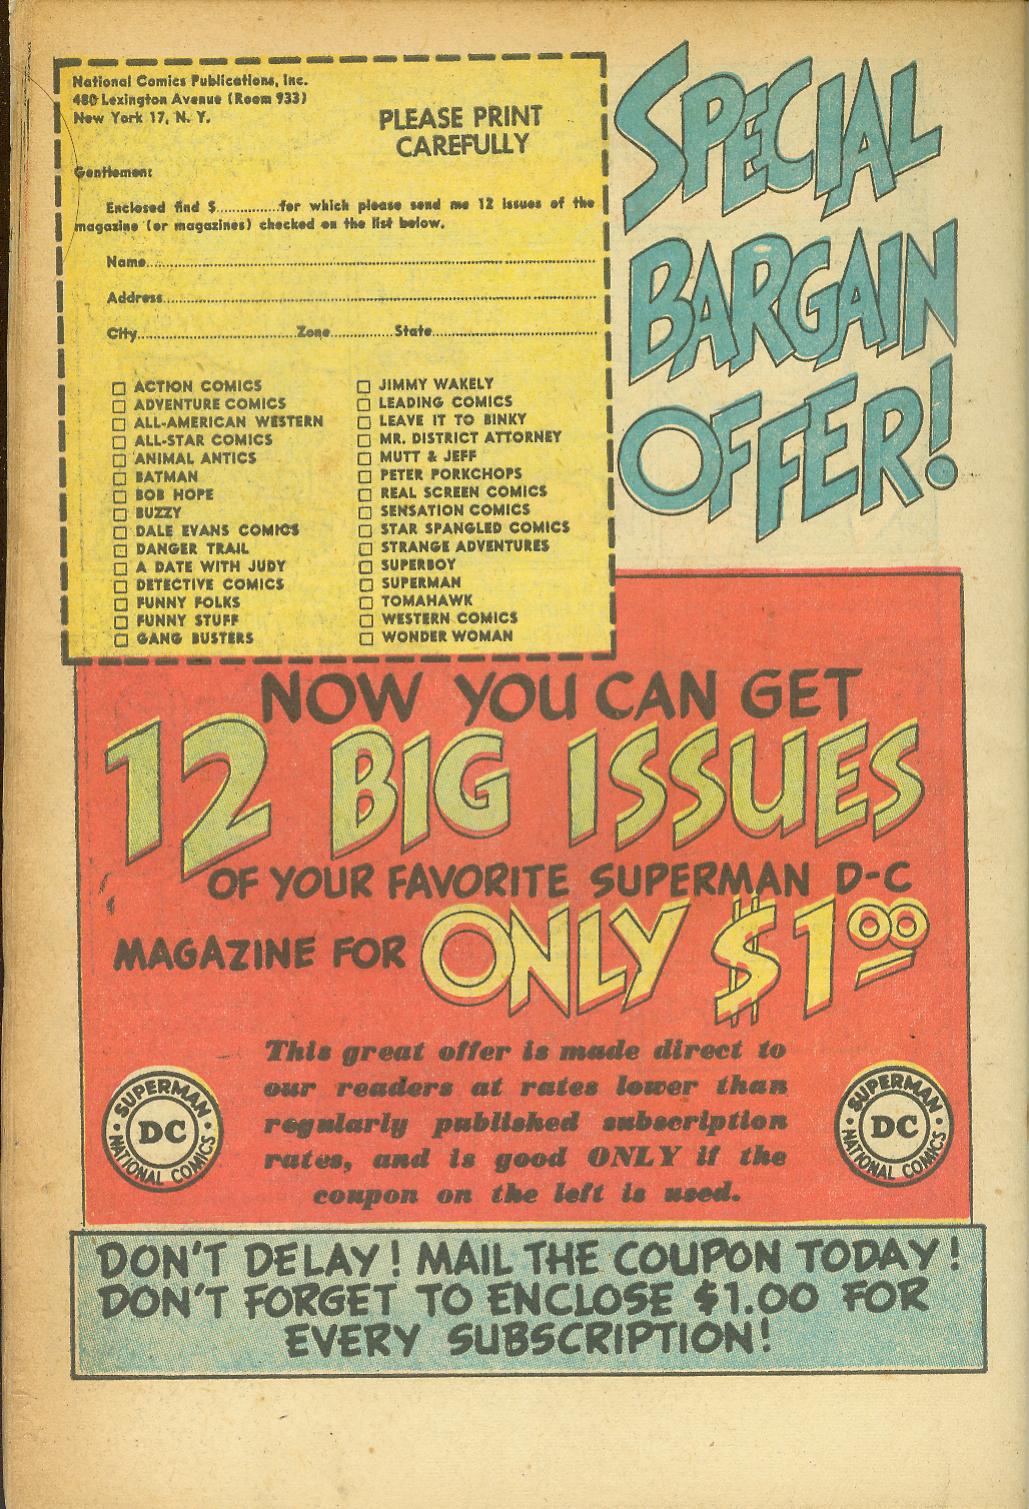 National Comics Publications, Inc.
480 Lexington Avenue (Room 933)
New York 17, N. Y.
PLEASE PRINT
CAREFULLY
Gentlemen:
Enclosed find $...............for which please send me 12 issues of the
magazine (or magazines) checked on the list below.
Name
Address
City Zone State
ACTION COMICS
ADVENTURE COMICS
ALL-AMERICAN WESTERN
ALL-STAR COMICS
ANIMAL ANTICS
BATMAN
BOB HOPE
BUZZY
DALE EVANS COMICS
DANGER TRAIL
A DATE WITH JUDY
DETECTIVE COMICS
FUNNY FOLKS
FUNNY STUFF
GANG BUSTERS
JIMMY WAKELY
LEADING COMICS
LEAVE IT TO BINKY
MR. DISTRICT ATTORNEY
MUTT & JEFF
PETER PORKCHOPS
REAL SCREEN COMICS
SENSATION COMICS
STAR SPANGLED COMICS
STRANGE ADVENTURES
SUPERBOY
SUPERMAN
TOMAHAWK
WESTERN COMICS
WONDER WOMAN
SPECIAL
BARGAIN
OFFER!
NOW YOU CAN GET
12 BIG ISSUES
OF YOUR FAVORITE SUPERMAN D-C
MAGAZINE FOR ONLY $1.00
This great offer is made direct to
our readers at rates lower than
regularly published subscription
rates, and is good ONLY if the
coupon on the left is used.
SUPERMAN
DC
NATIONAL COMICS
SUPERMAN
DC
NATIONAL COMICS
DON'T DELAY! MAIL THE COUPON TODAY!
DON'T FORGET TO ENCLOSE $1.00 FOR
EVERY SUBSCRIPTION!